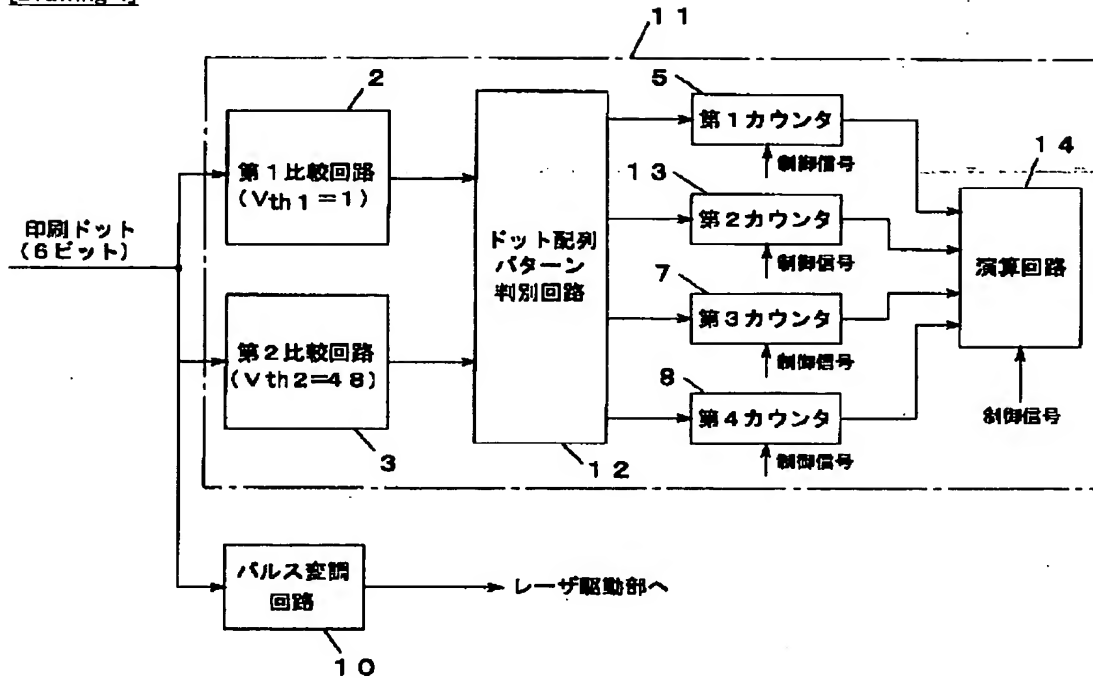 [Drawing 4]
11
2
第1比較回路
(Vth1=1)
5
第1カウンタ
制御信号
14
印刷ドット
(6ビット)
ドット配列
パターン
判別回路
13
第2カウンタ
制御信号
演算回路
7
第3カウンタ
制御信号
第2比較回路
(Vth2=48)
8
第4カウンタ
制御信号
制御信号
3
12
パルス変調
回路
レーザ駆動部へ
10